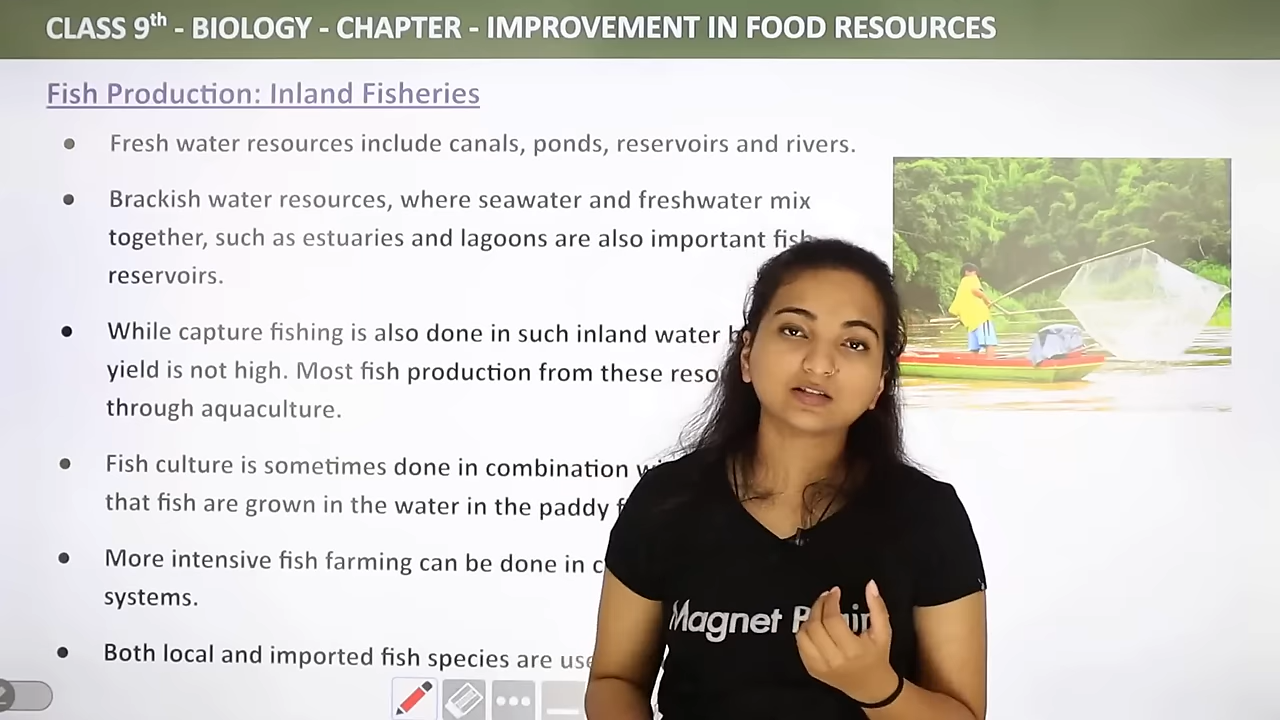 CLASS 9th - BIOLOGY - CHAPTER - IMPROVEMENT IN FOOD RESOURCES
Fish Production: Inland Fisheries
● Fresh water resources include canals, ponds, reservoirs and rivers.
● Brackish water resources, where seawater and freshwater mix
together, such as estuaries and lagoons are also important fish
reservoirs.
● While capture fishing is also done in such inland water
yield is not high. Most fish production from these
through aquaculture.
● Fish culture is sometimes done in combination
that fish are grown in the water in the paddy
● More intensive fish farming can be done in
systems.
● Both local and imported fish species are
Magnet